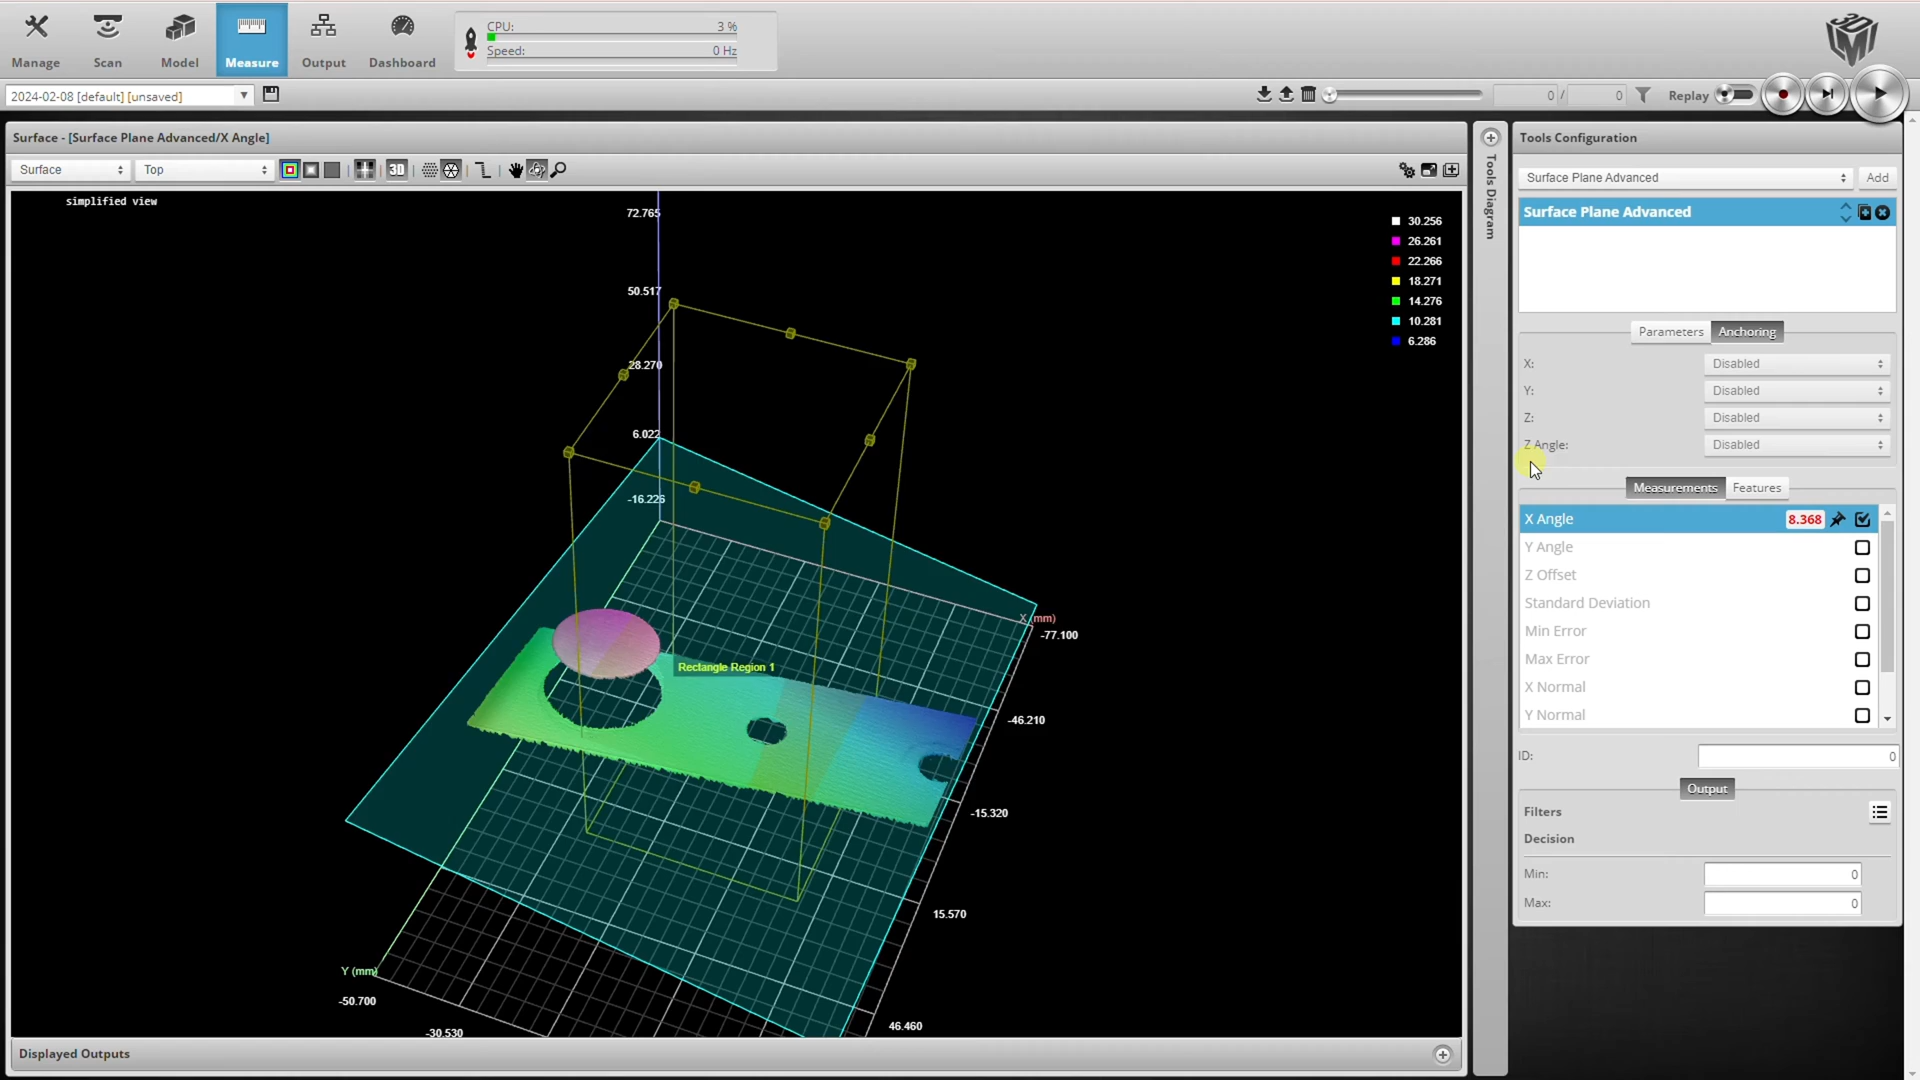 Manage
Scan
Model
Measure
Output
Dashboard
CPU: 3 %
Speed: 0 Hz
2024-02-08 [default] [unsaved]
0 / 0
Replay
Surface - [Surface Plane Advanced/X Angle]
Surface
Top
3D
simplified view
72.765
50.517
28.270
6.022
-16.226
30.256
26.261
22.266
18.271
14.276
10.281
6.286
Rectangle Region 1
X (mm)
-77.100
-46.210
-15.320
15.570
46.460
Y (mm)
-50.700
-30.530
Displayed Outputs
Tools Diagram
Tools Configuration
Surface Plane Advanced
Add
Surface Plane Advanced
Parameters
Anchoring
X: Disabled
Y: Disabled
Z: Disabled
Z Angle: Disabled
Measurements
Features
X Angle 8.368
Y Angle
Z Offset
Standard Deviation
Min Error
Max Error
X Normal
Y Normal
ID: 0
Output
Filters
Decision
Min: 0
Max: 0